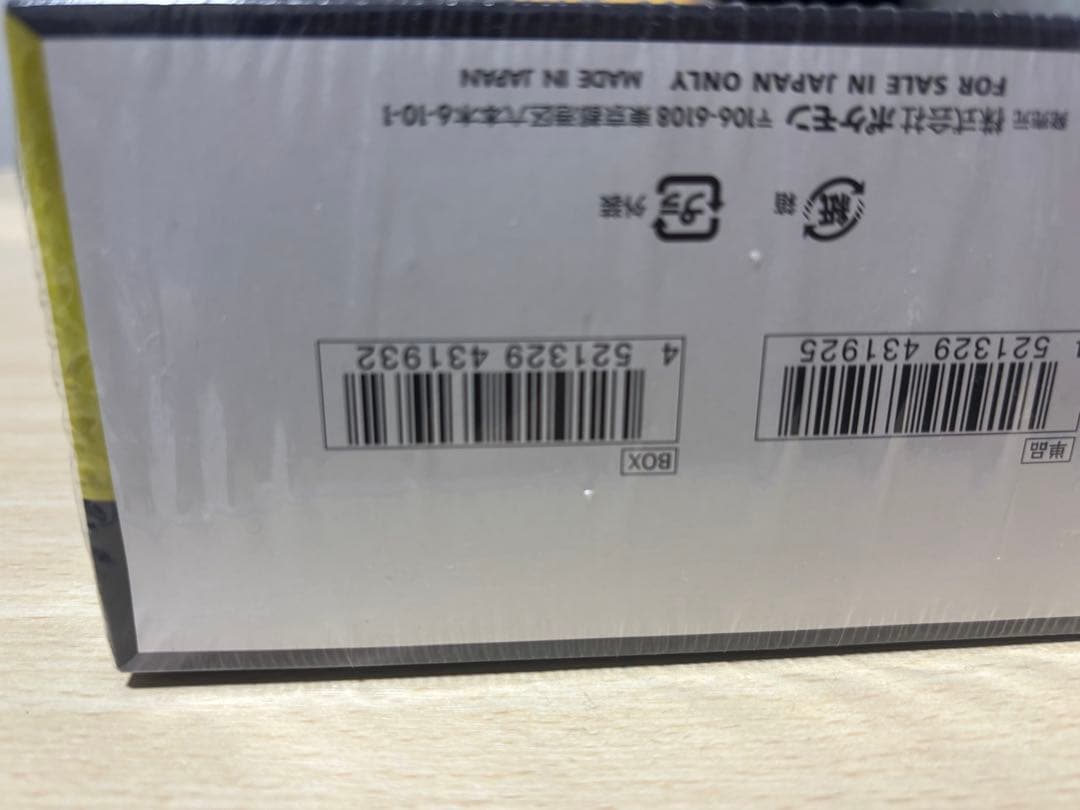 単品
4 521329 431925
BOX
4 521329 431932
紙 箱
プラ 外装
発売元 株式会社ポケモン 〒106-6108 東京都港区六本木6-10-1
FOR SALE IN JAPAN ONLY MADE IN JAPAN